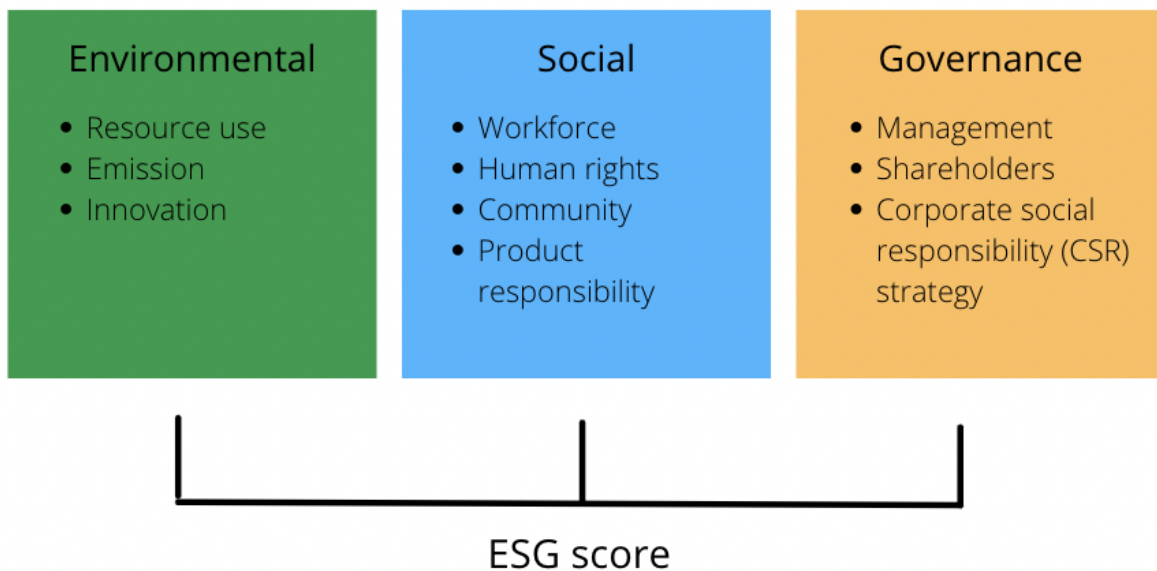 Environmental
• Resource use
• Emission
• Innovation
Social
• Workforce
• Human rights
• Community
• Product
responsibility
Governance
• Management
• Shareholders
• Corporate social
responsibility (CSR)
strategy
ESG score